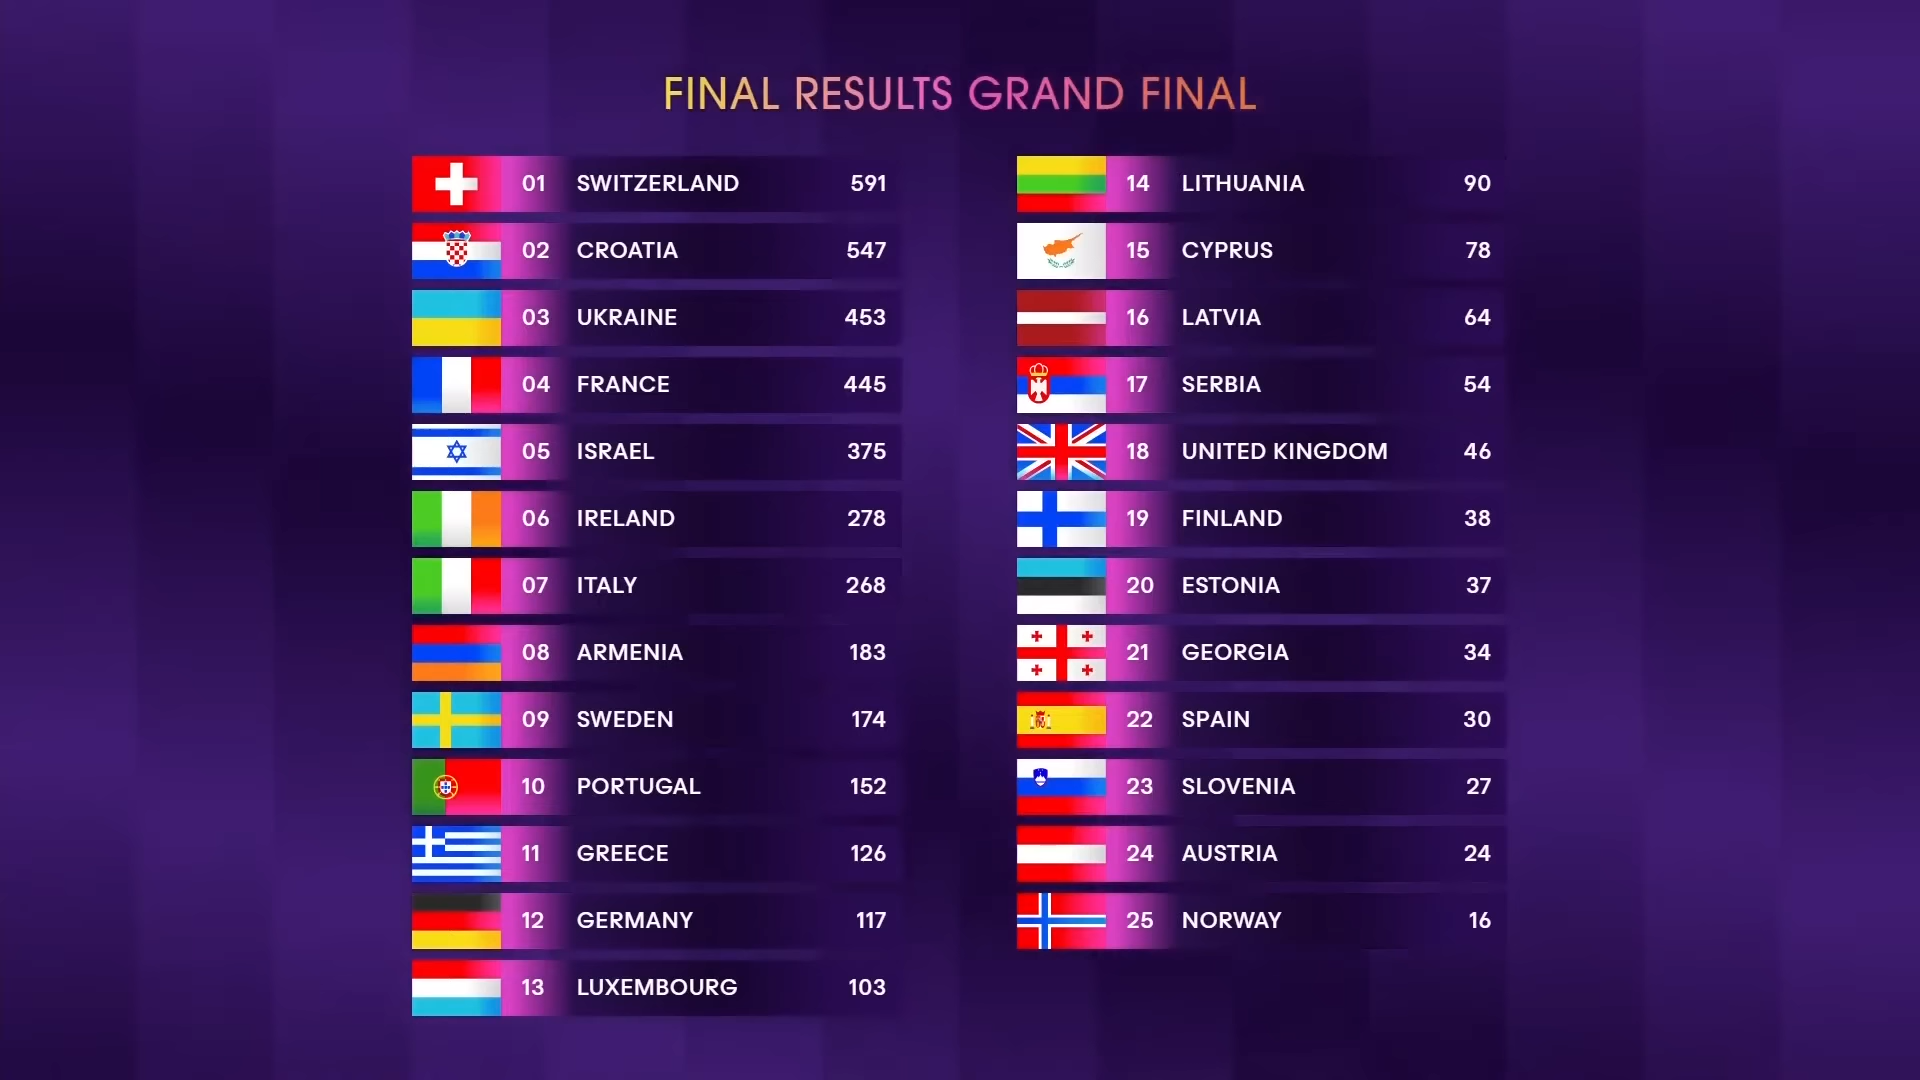 FINAL RESULTS GRAND FINAL
01 SWITZERLAND 591
02 CROATIA 547
03 UKRAINE 453
04 FRANCE 445
05 ISRAEL 375
06 IRELAND 278
07 ITALY 268
08 ARMENIA 183
09 SWEDEN 174
10 PORTUGAL 152
11 GREECE 126
12 GERMANY 117
13 LUXEMBOURG 103
14 LITHUANIA 90
15 CYPRUS 78
16 LATVIA 64
17 SERBIA 54
18 UNITED KINGDOM 46
19 FINLAND 38
20 ESTONIA 37
21 GEORGIA 34
22 SPAIN 30
23 SLOVENIA 27
24 AUSTRIA 24
25 NORWAY 16